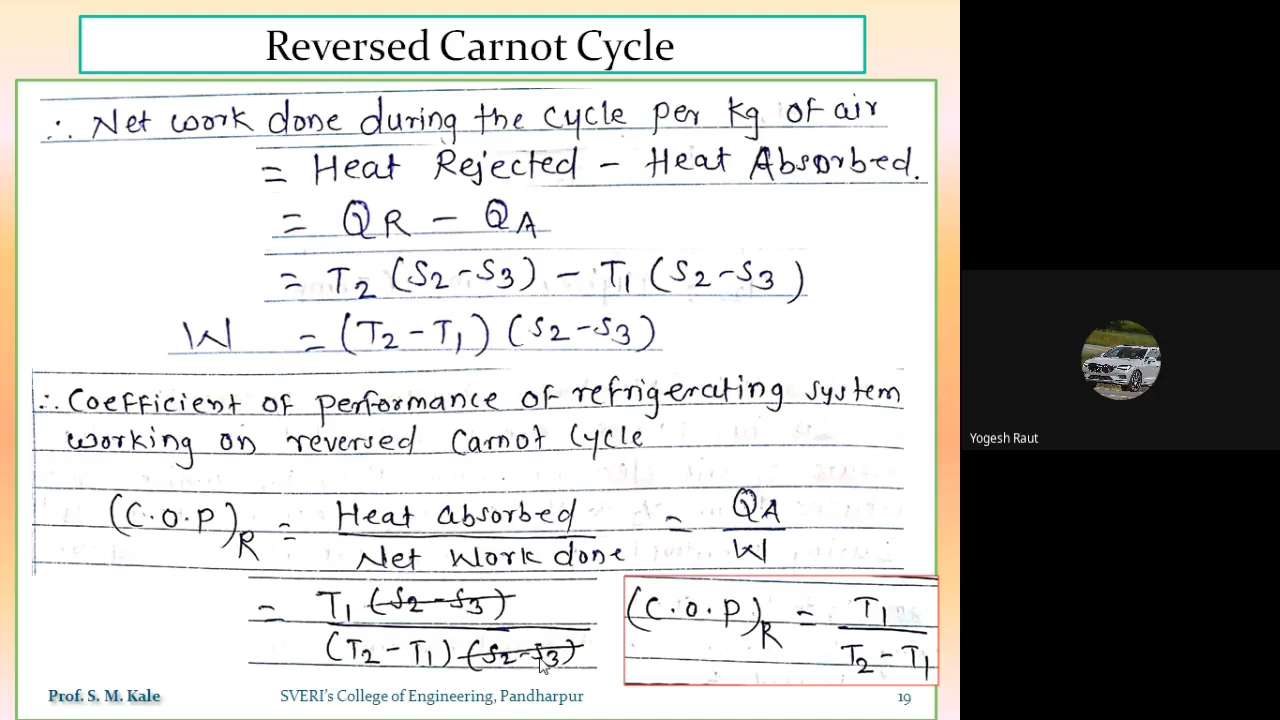 Reversed Carnot Cycle
∴ Net work done during the cycle per kg of air
= Heat Rejected - Heat Absorbed.
= QR - QA
= T2 (S2-S3) - T1 (S2-S3)
W = (T2-T1) (S2-S3)
∴ Coefficient of performance of refrigerating system
working on reversed Carnot Cycle
(C.O.P)R = Heat absorbed / Net Work done = QA / W
= T1 (S2-S3) / (T2-T1) (S2-S3)
(C.O.P)R = T1 / T2-T1
Prof. S. M. Kale SVERI's College of Engineering, Pandharpur 19
Yogesh Raut